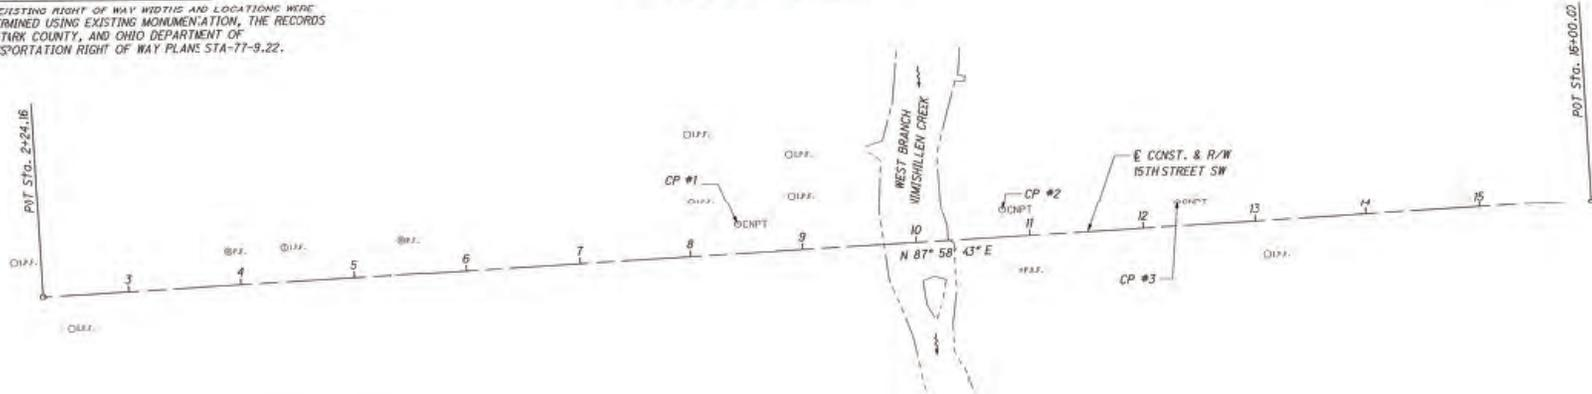 EXISTING RIGHT OF WAY WIDTHS AND LOCATIONS WERE
RMINED USING EXISTING MONUMENTATION, THE RECORDS
TARK COUNTY, AND OHIO DEPARTMENT OF
SPORTATION RIGHT OF WAY PLANS STA-77-9.22.
POT Sta. 2+24.16
POT Sta. 16+00.07
WEST BRANCH
NIMISHILLEN CREEK
I.P.F.
I.P.F.
℄ CONST. & R/W
15TH STREET SW
CP #1
CP #2
I.P.F.
I.P.F.
CNPT
CNPT
CNPT
3
4
5
6
7
8
9
10
11
12
13
14
15
N 87° 58' 43" E
P.F.
I.P.F.
P.F.
I.P.F.
I.P.F.
I.P.F.
CP #3
I.P.F.